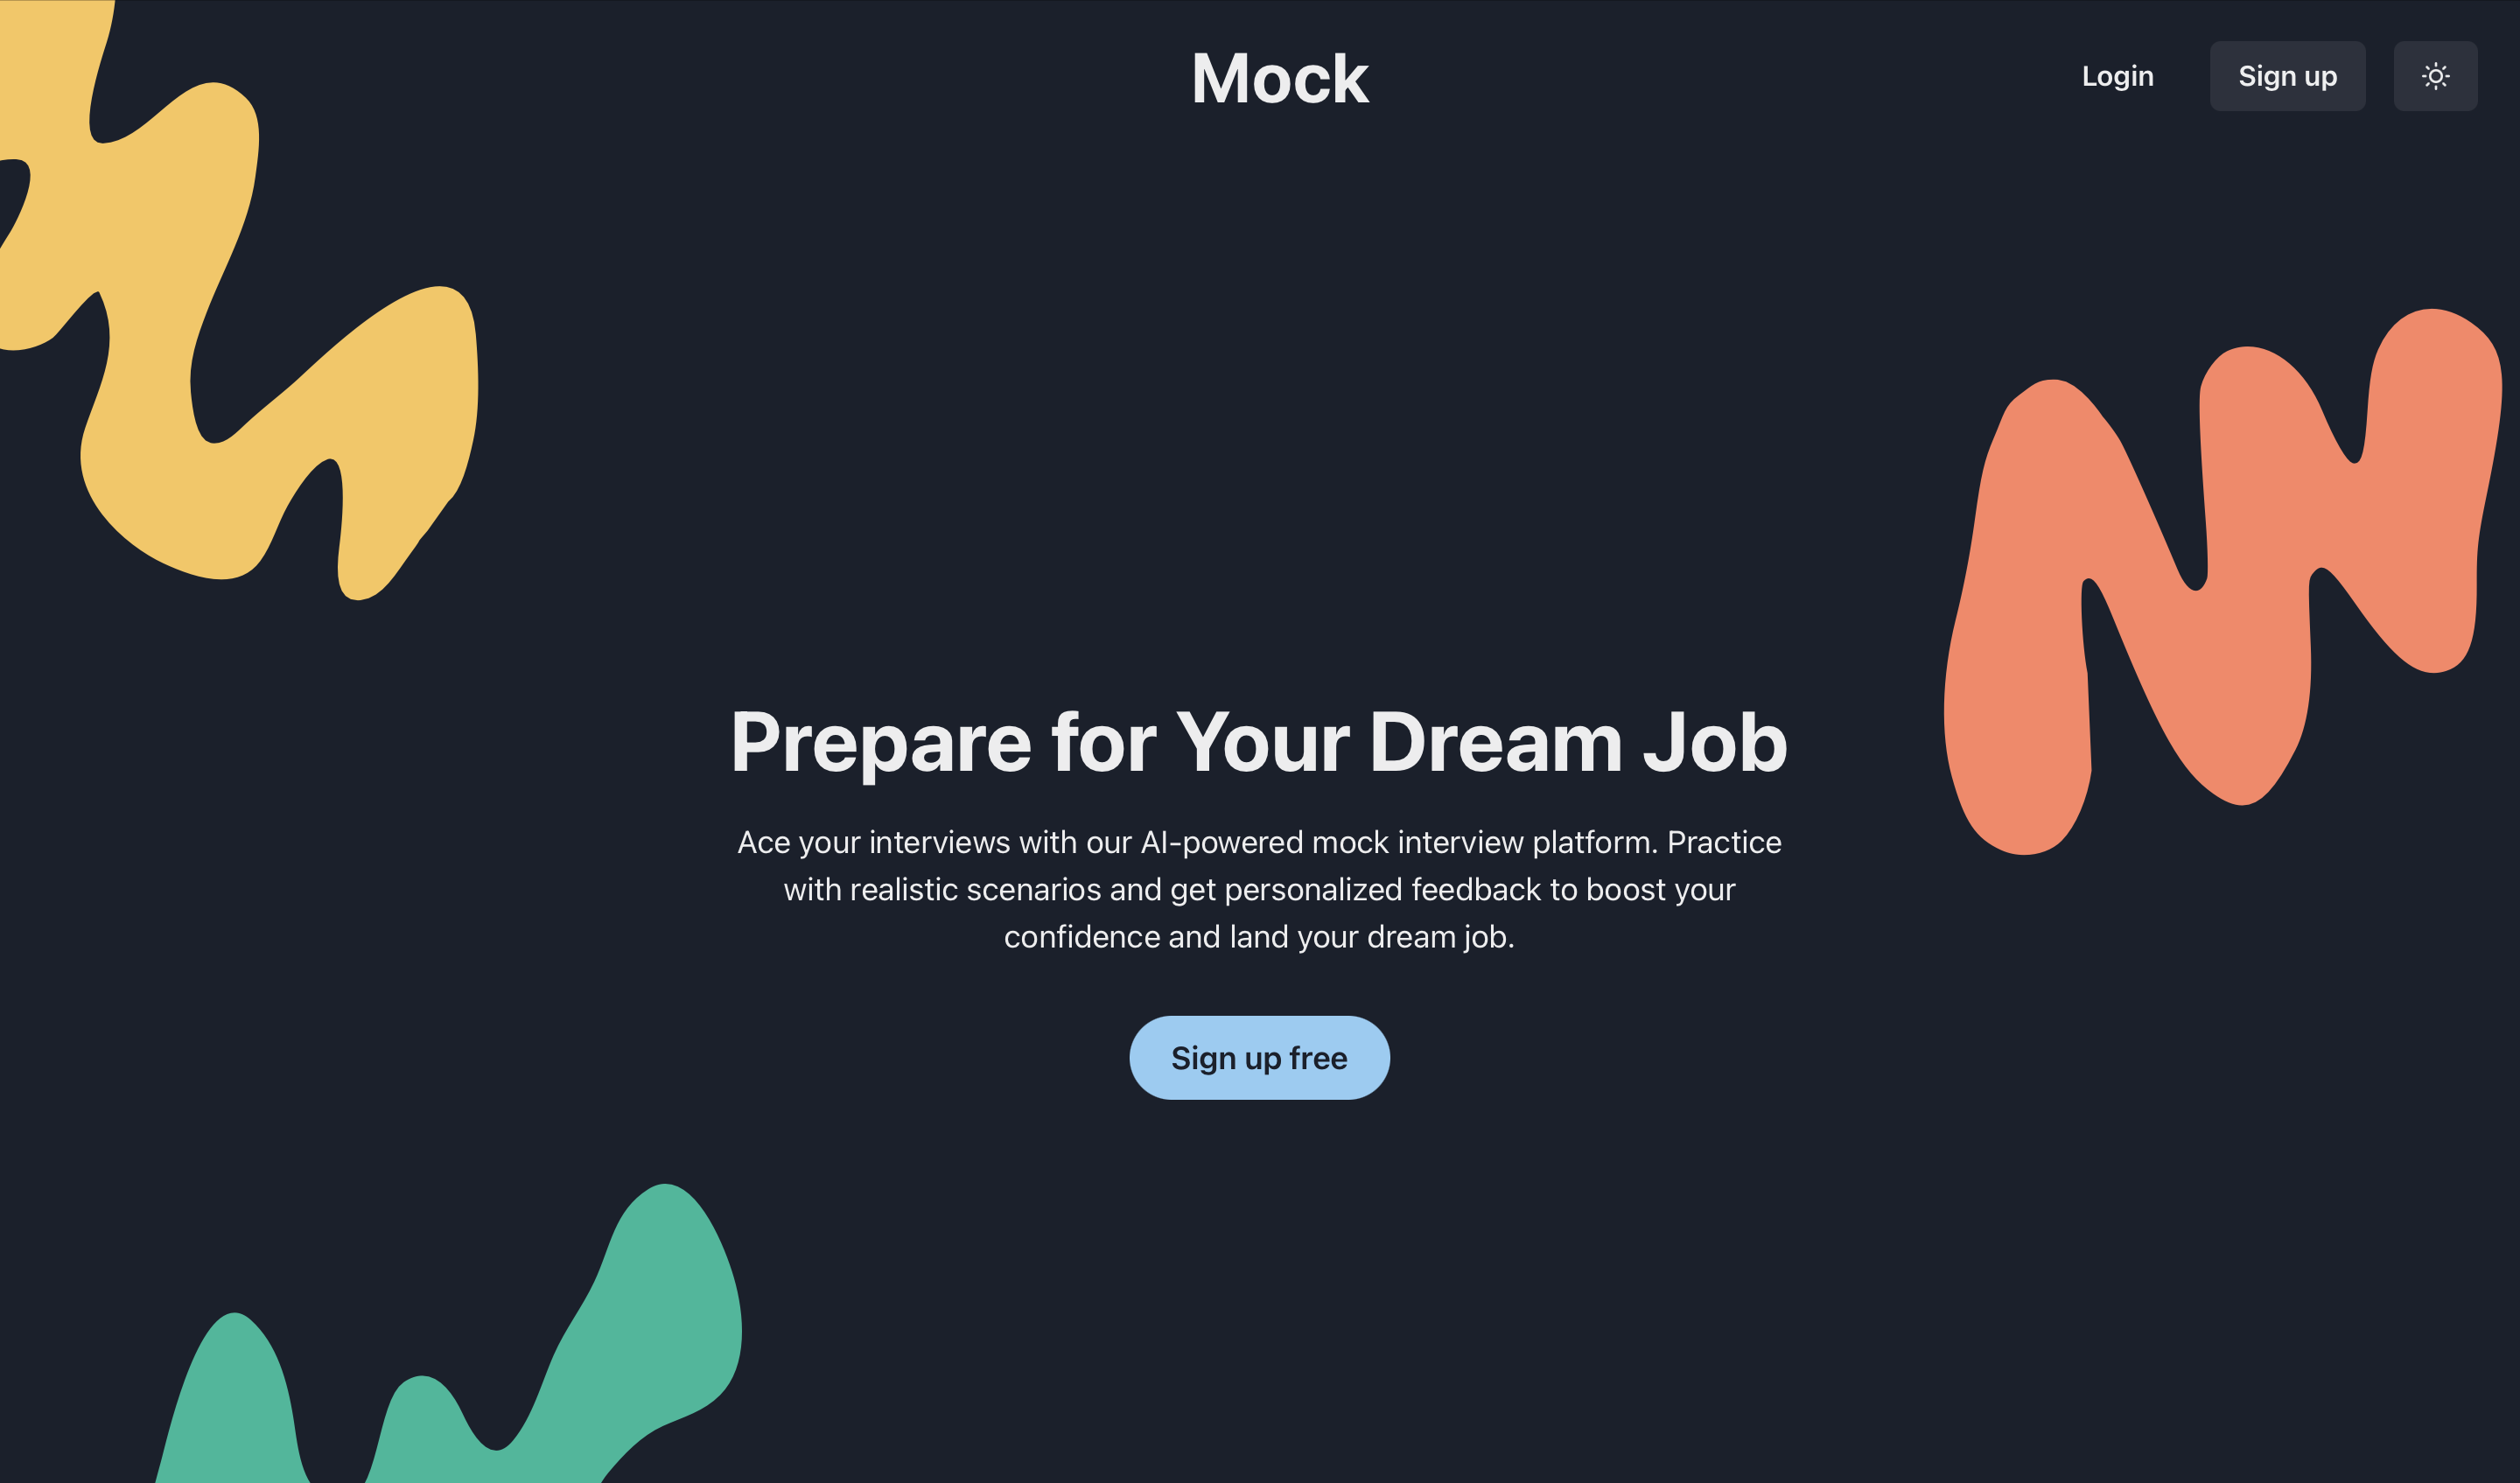 Mock
Login
Sign up
Prepare for Your Dream Job
Ace your interviews with our AI-powered mock interview platform. Practice
with realistic scenarios and get personalized feedback to boost your
confidence and land your dream job.
Sign up free